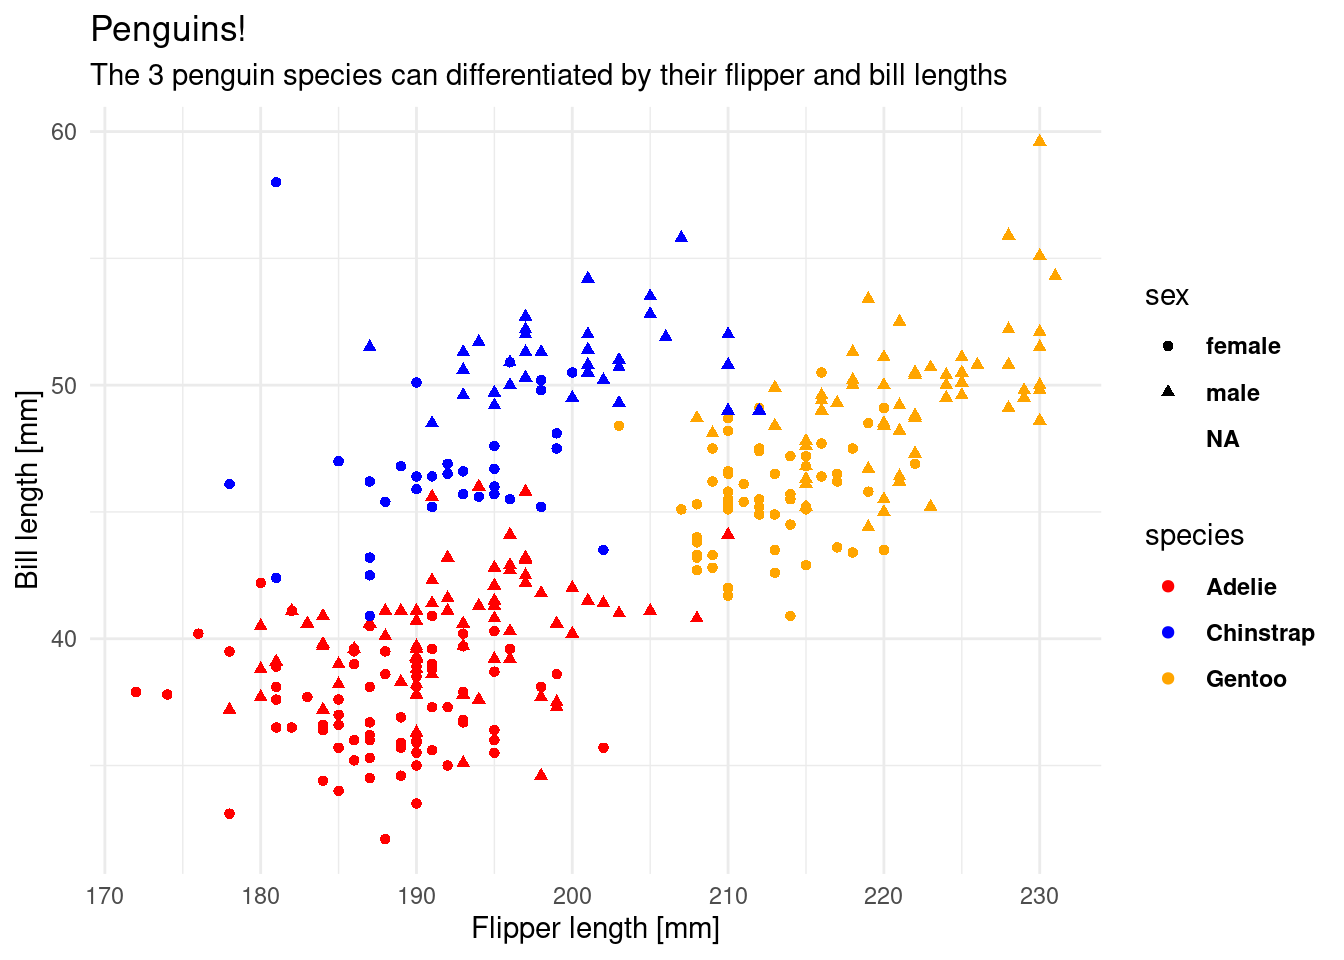 Penguins!
The 3 penguin species can differentiated by their flipper and bill lengths
60
50
40
Bill length [mm]
170 180 190 200 210 220 230
Flipper length [mm]
sex
female
male
NA
species
Adelie
Chinstrap
Gentoo